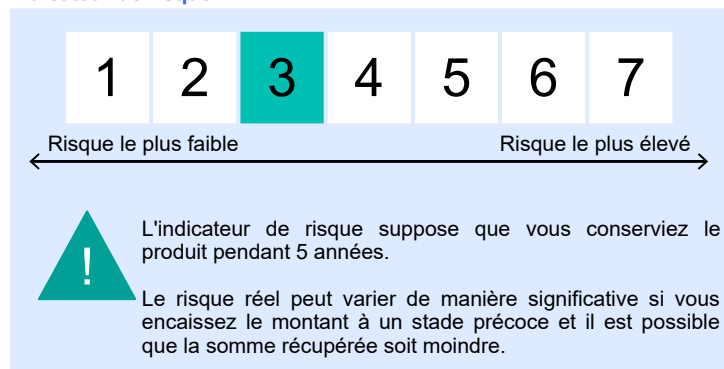 1 2 3 4 5 6 7
Risque le plus faible Risque le plus élevé
!
L'indicateur de risque suppose que vous conserviez le
produit pendant 5 années.
Le risque réel peut varier de manière significative si vous
encaissez le montant à un stade précoce et il est possible
que la somme récupérée soit moindre.